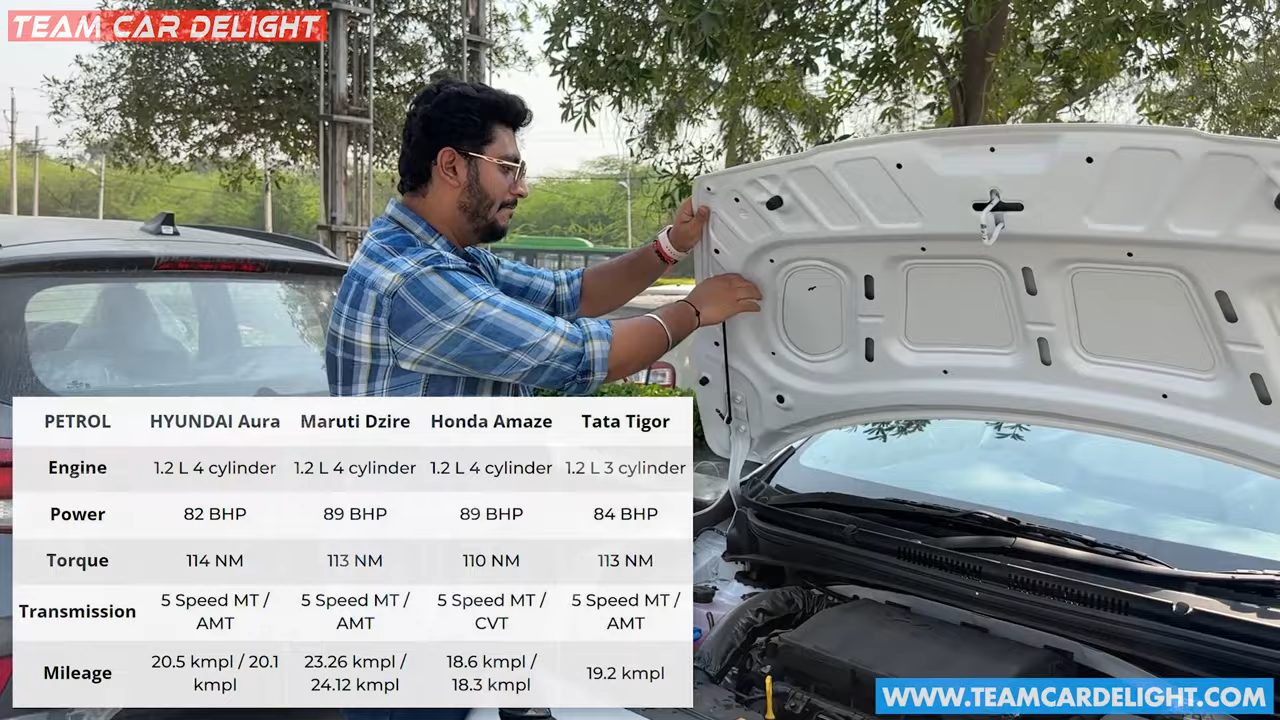 TEAM CAR DELIGHT
PETROL HYUNDAI Aura Maruti Dzire Honda Amaze Tata Tigor
Engine 1.2 L 4 cylinder 1.2 L 4 cylinder 1.2 L 4 cylinder 1.2 L 3 cylinder
Power 82 BHP 89 BHP 89 BHP 84 BHP
Torque 114 NM 113 NM 110 NM 113 NM
Transmission 5 Speed MT / AMT 5 Speed MT / AMT 5 Speed MT / CVT 5 Speed MT / AMT
Mileage 20.5 kmpl / 20.1 kmpl 23.26 kmpl / 24.12 kmpl 18.6 kmpl / 18.3 kmpl 19.2 kmpl
WWW.TEAMCARDELIGHT.COM